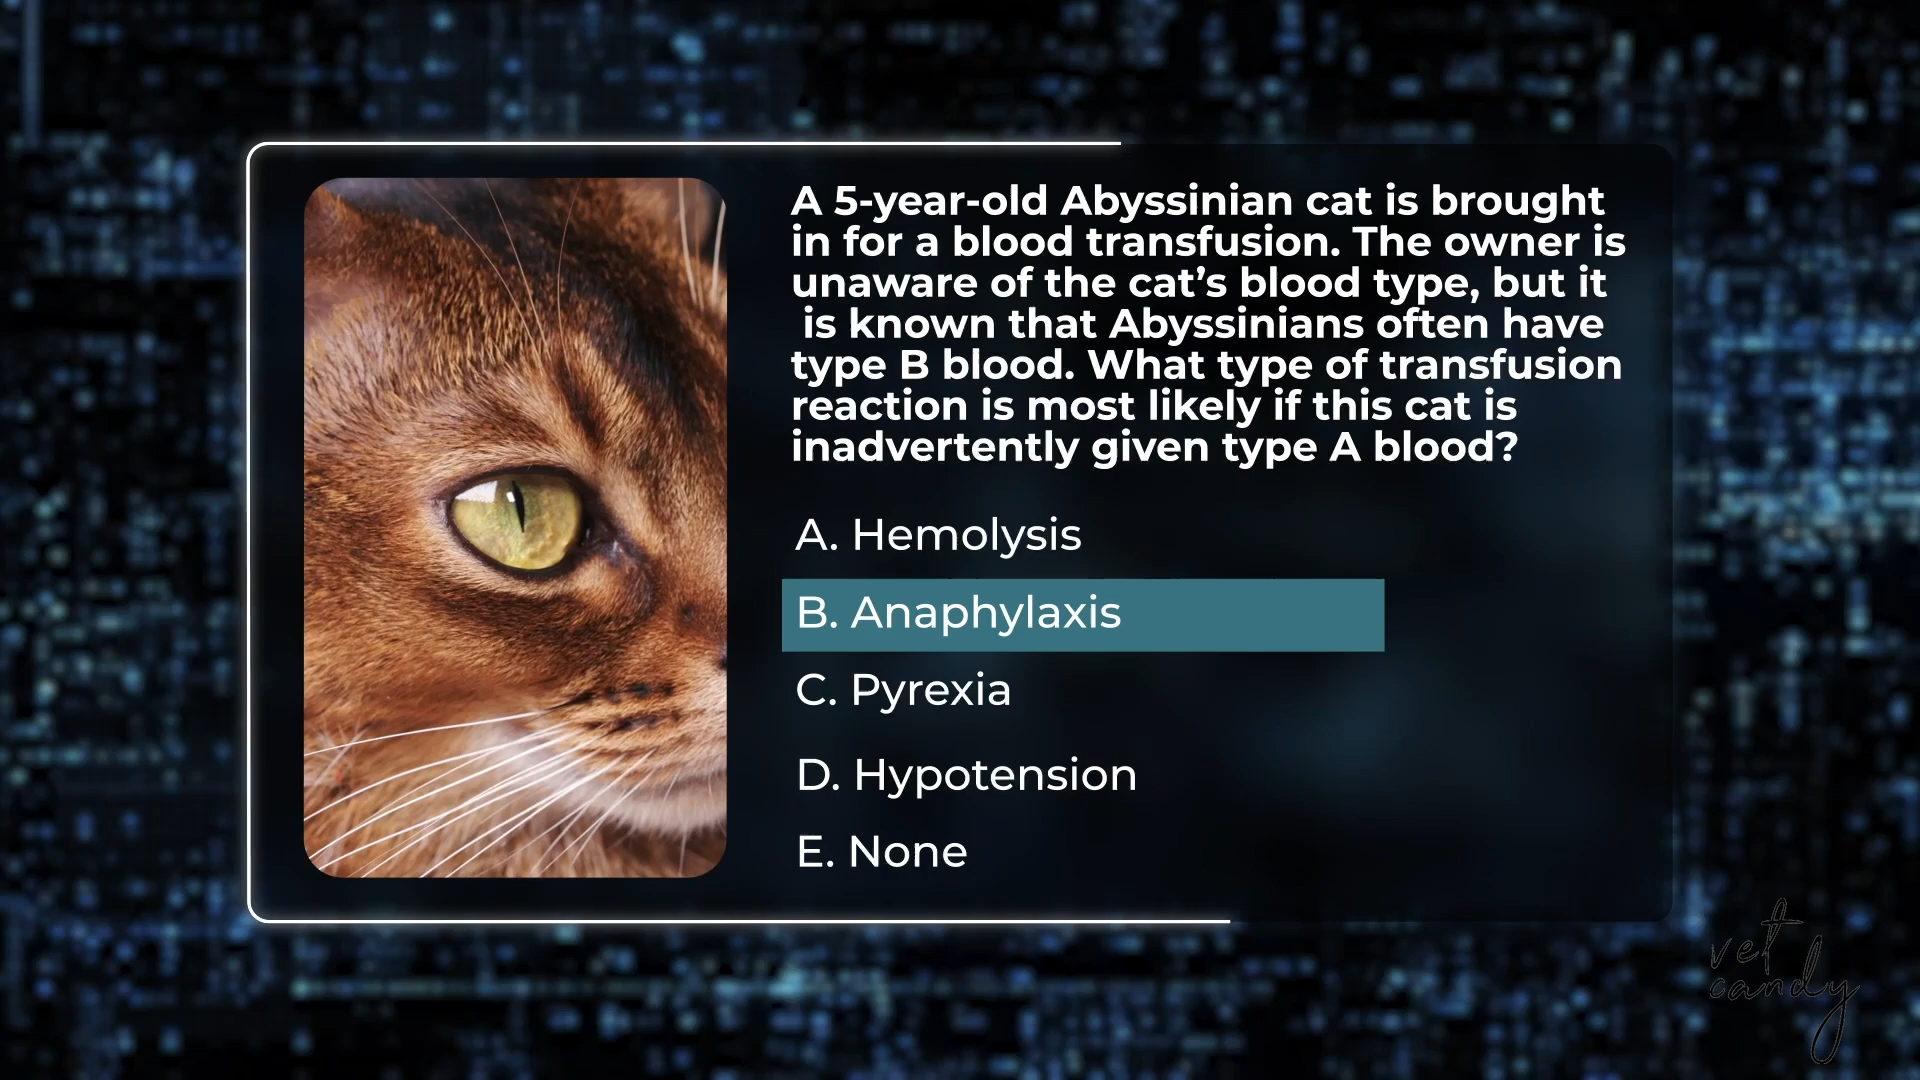 A 5-year-old Abyssinian cat is brought
in for a blood transfusion. The owner is
unaware of the cat’s blood type, but it
is known that Abyssinians often have
type B blood. What type of transfusion
reaction is most likely if this cat is
inadvertently given type A blood?
A. Hemolysis
B. Anaphylaxis
C. Pyrexia
D. Hypotension
E. None
vet
candy